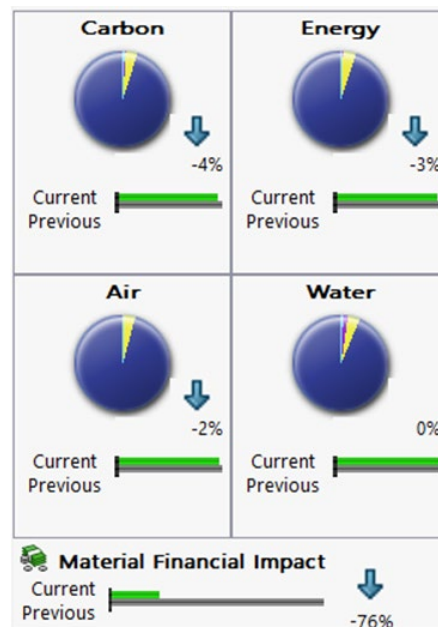 Carbon
-4%
Current
Previous
Energy
-3%
Current
Previous
Air
-2%
Current
Previous
Water
0%
Current
Previous
Material Financial Impact
Current
Previous
-76%